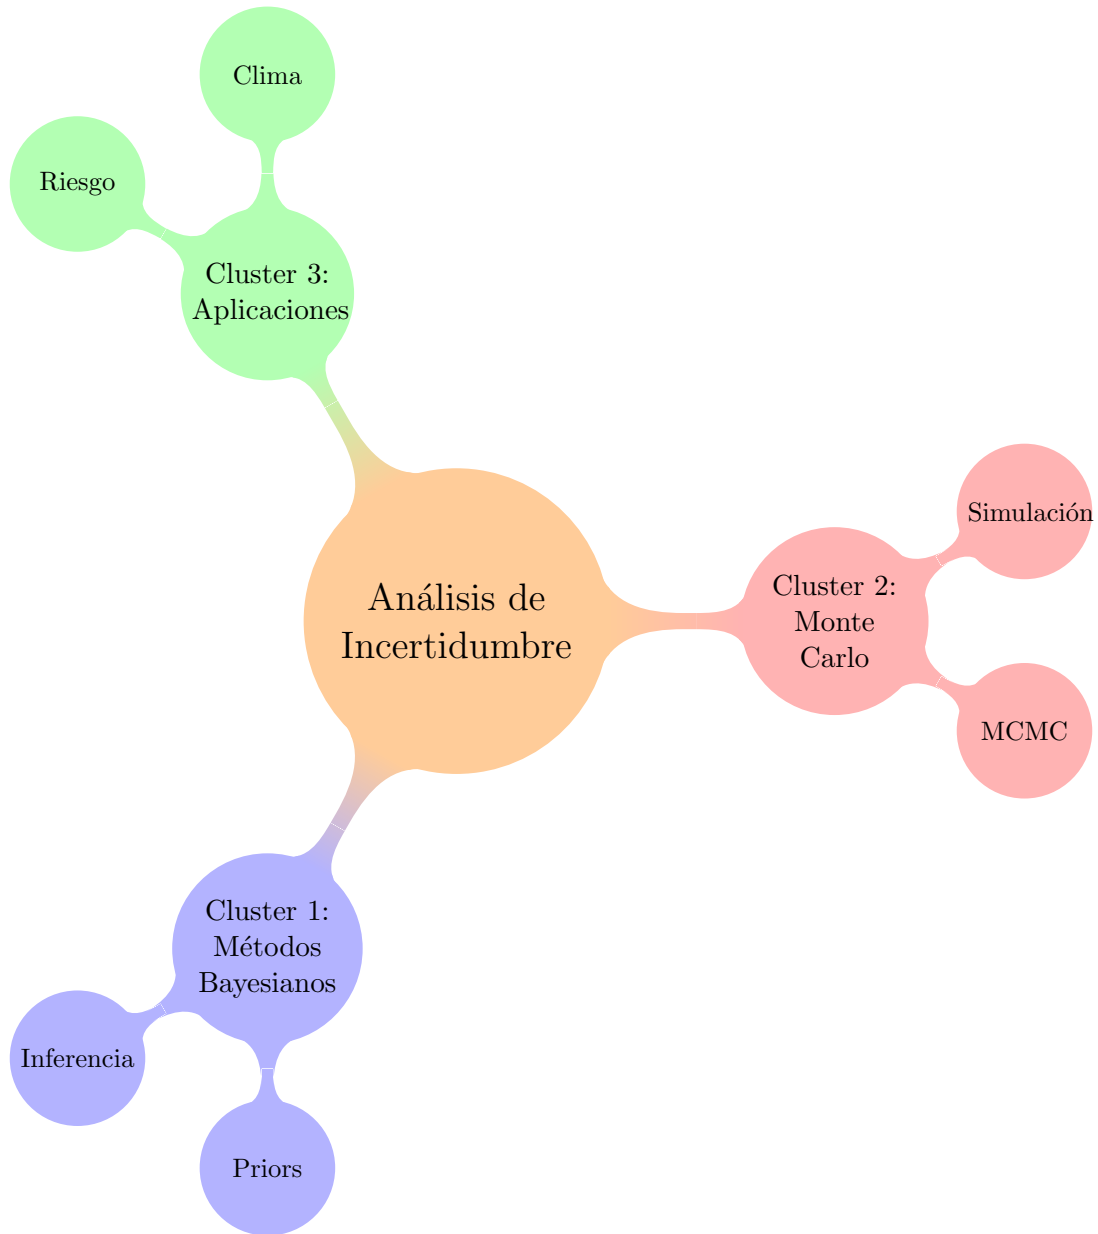 Clima
Riesgo
Cluster 3:
Aplicaciones
Simulación
Cluster 2:
Monte
Carlo
Análisis de
Incertidumbre
MCMC
Cluster 1:
Métodos
Bayesianos
Inferencia
Priors